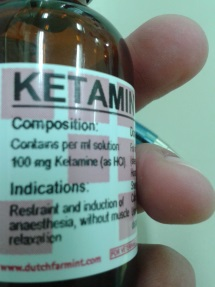 KETAMIN
Composition:
Contains per ml solution
100 mg Ketamine (as HCl)
Indications:
Restraint and induction of
anaesthesia, without muscle
relaxation
www.dutchfarmint.com